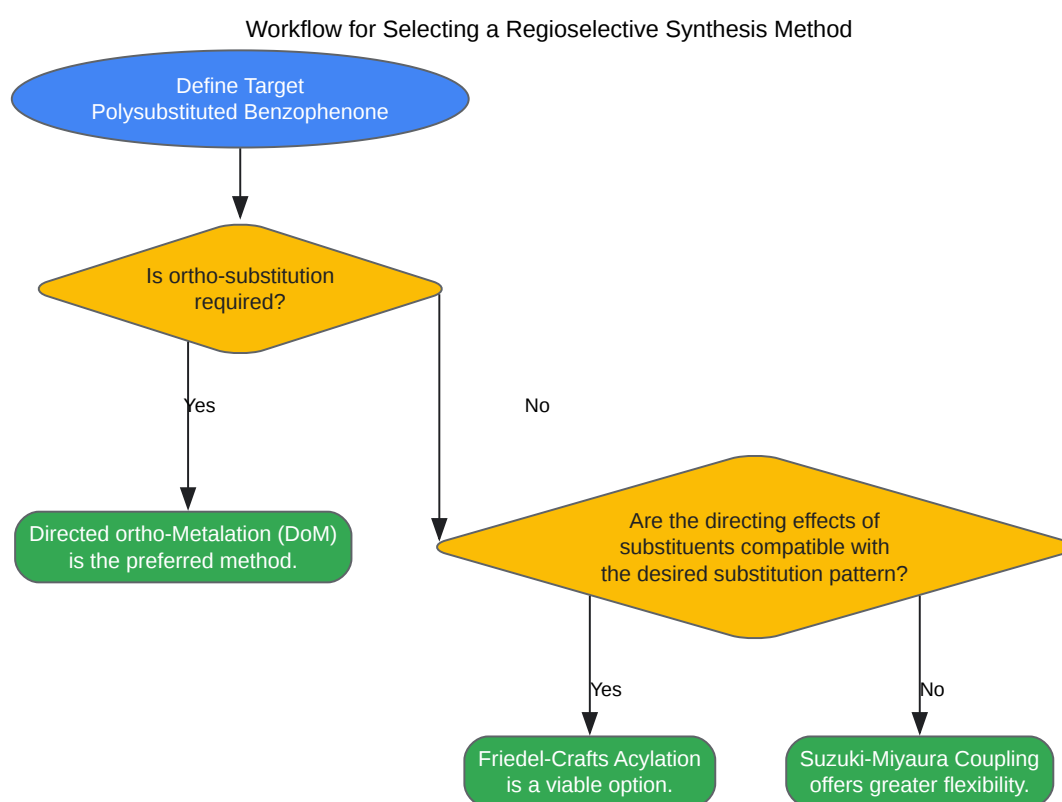 Workflow for Selecting a Regioselective Synthesis Method
Define Target
Polysubstituted Benzophenone
Is ortho-substitution
required?
Yes
No
Directed ortho-Metalation (DoM)
is the preferred method.
Are the directing effects of
substituents compatible with
the desired substitution pattern?
Yes
No
Friedel-Crafts Acylation
is a viable option.
Suzuki-Miyaura Coupling
offers greater flexibility.